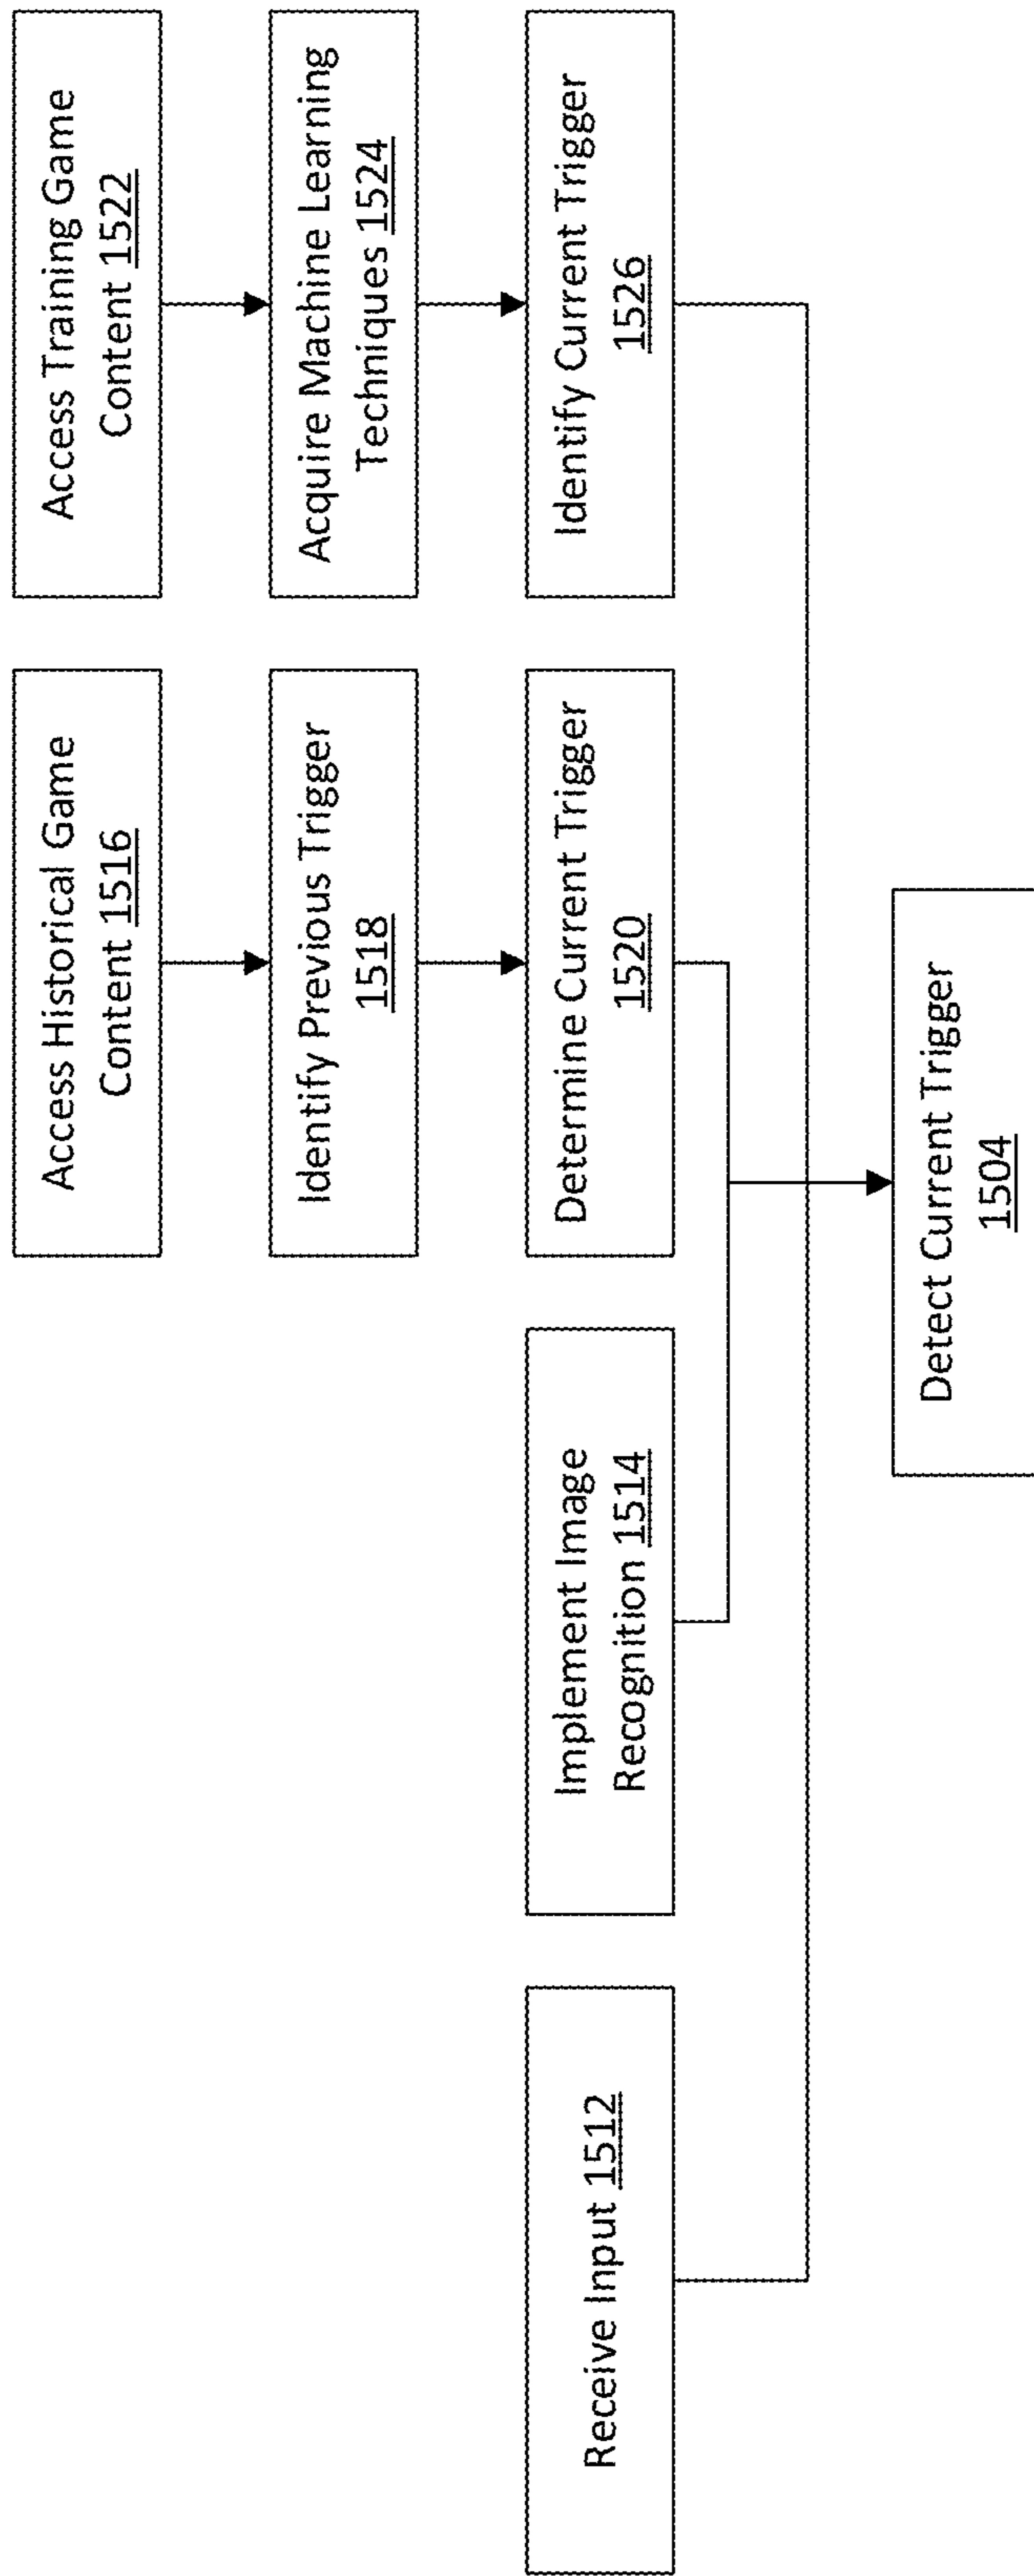 Access Historical Game
Content 1516
Access Training Game
Content 1522
Identify Previous Trigger
1518
Acquire Machine Learning
Techniques 1524
Receive Input 1512
Implement Image
Recognition 1514
Determine Current Trigger
1520
Identify Current Trigger
1526
Detect Current Trigger
1504